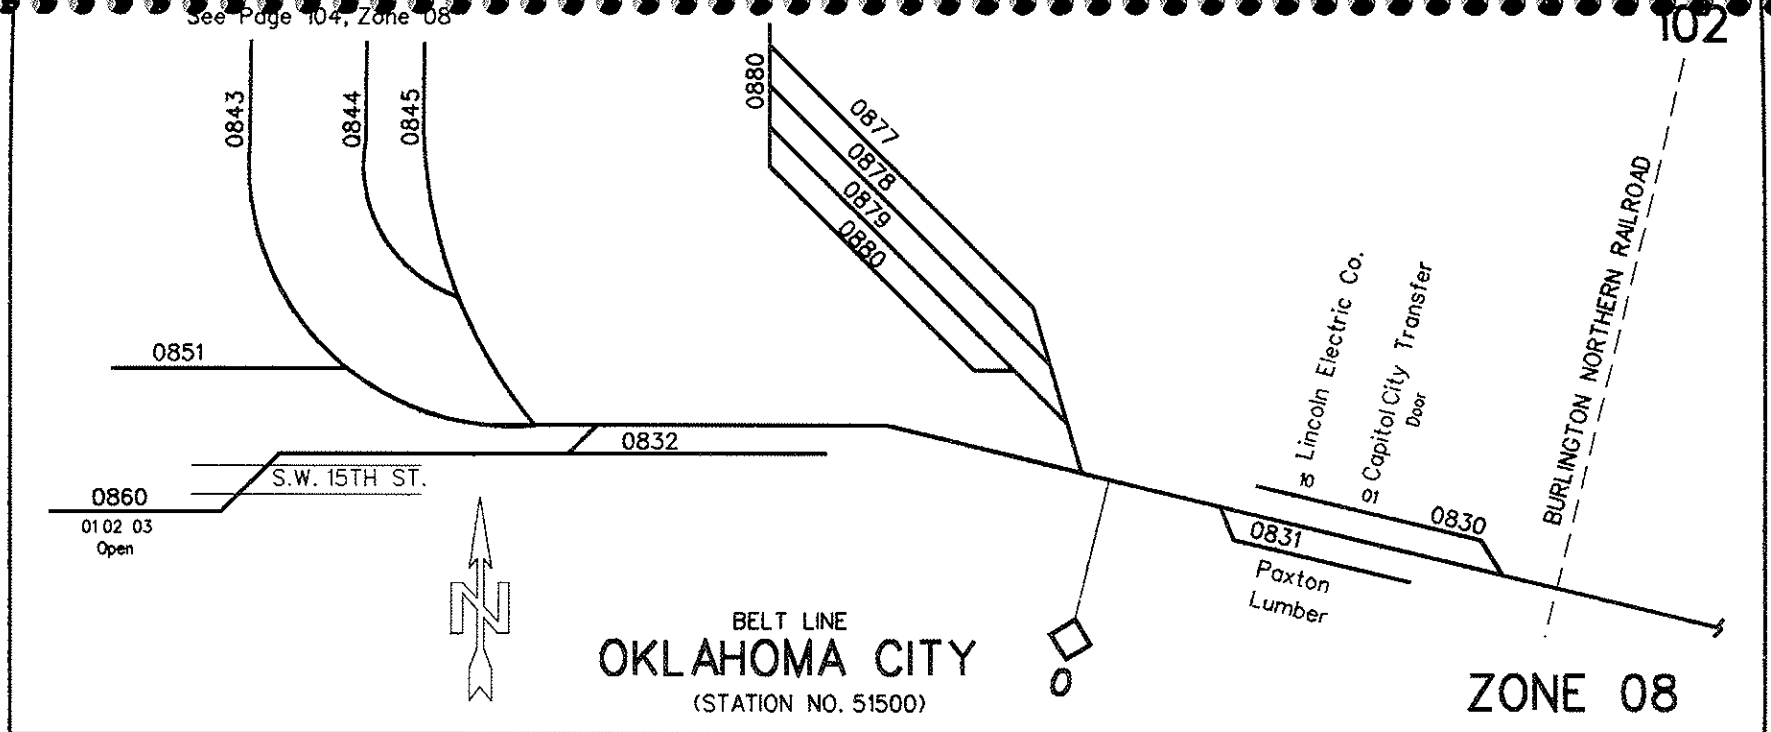 See Page 104, Zone 08
102
0843
0844
0845
0880
0877
0878
0879
0880
0851
0832
S.W. 15TH ST.
0860
01 02 03
Open
10 Lincoln Electric Co.
01 Capitol City Transfer
Door
BURLINGTON NORTHERN RAILROAD
0830
0831
Paxton
Lumber
N
BELT LINE
OKLAHOMA CITY
(STATION NO. 51500)
0
ZONE 08